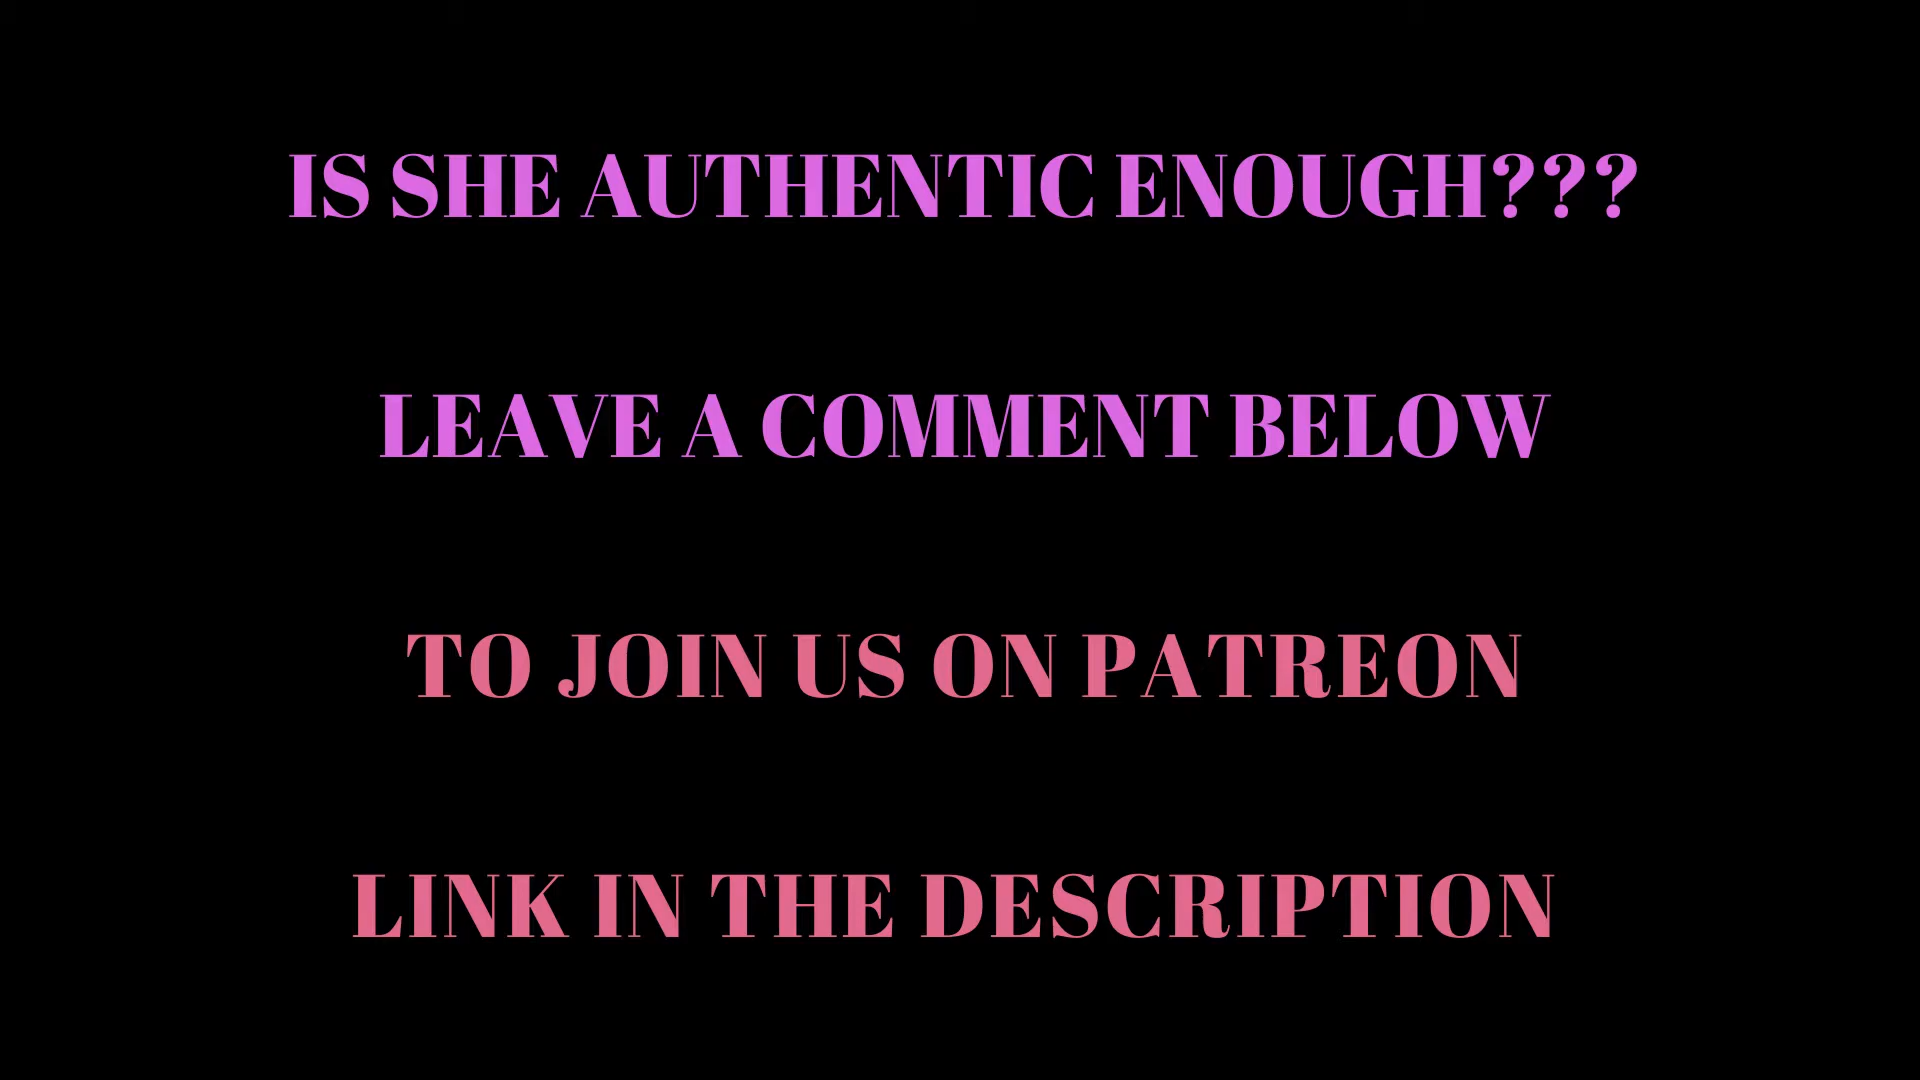 IS SHE AUTHENTIC ENOUGH???
LEAVE A COMMENT BELOW
TO JOIN US ON PATREON
LINK IN THE DESCRIPTION